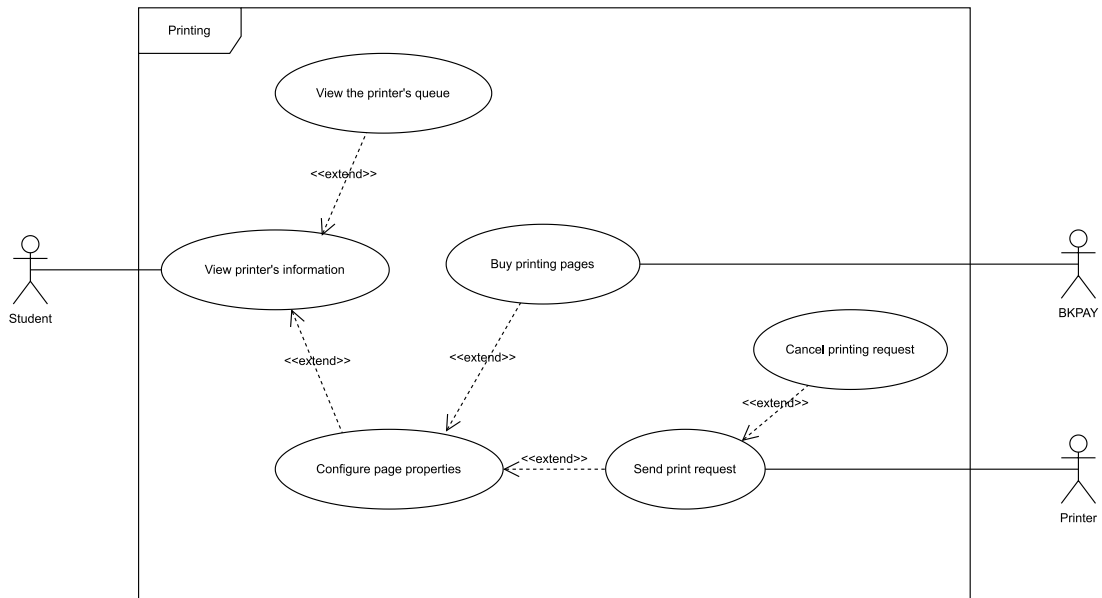 Printing
View the printer's queue
<<extend>>
View printer's information
Buy printing pages
Student
BKPAY
Cancel printing request
<<extend>>
<<extend>>
<<extend>>
Configure page properties
<<extend>>
Send print request
Printer